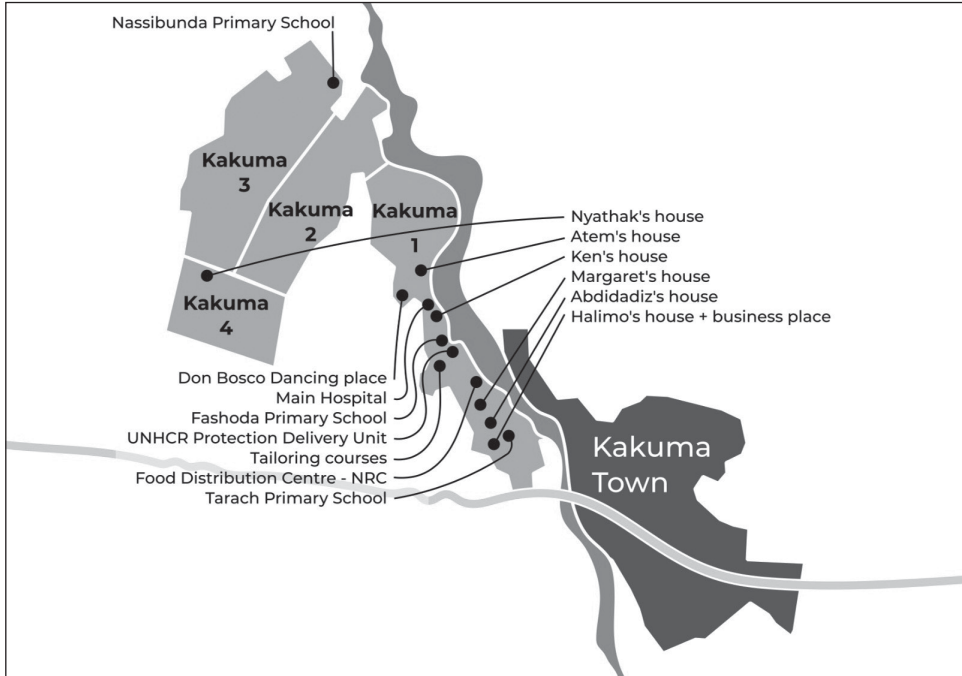 Nassibunda Primary School
Kakuma
3
Kakuma
2
Kakuma
1
Kakuma
4
Nyathak's house
Atem's house
Ken's house
Margaret's house
Abdidadiz's house
Halimo's house + business place
Don Bosco Dancing place
Main Hospital
Fashoda Primary School
UNHCR Protection Delivery Unit
Tailoring courses
Food Distribution Centre - NRC
Tarach Primary School
Kakuma
Town